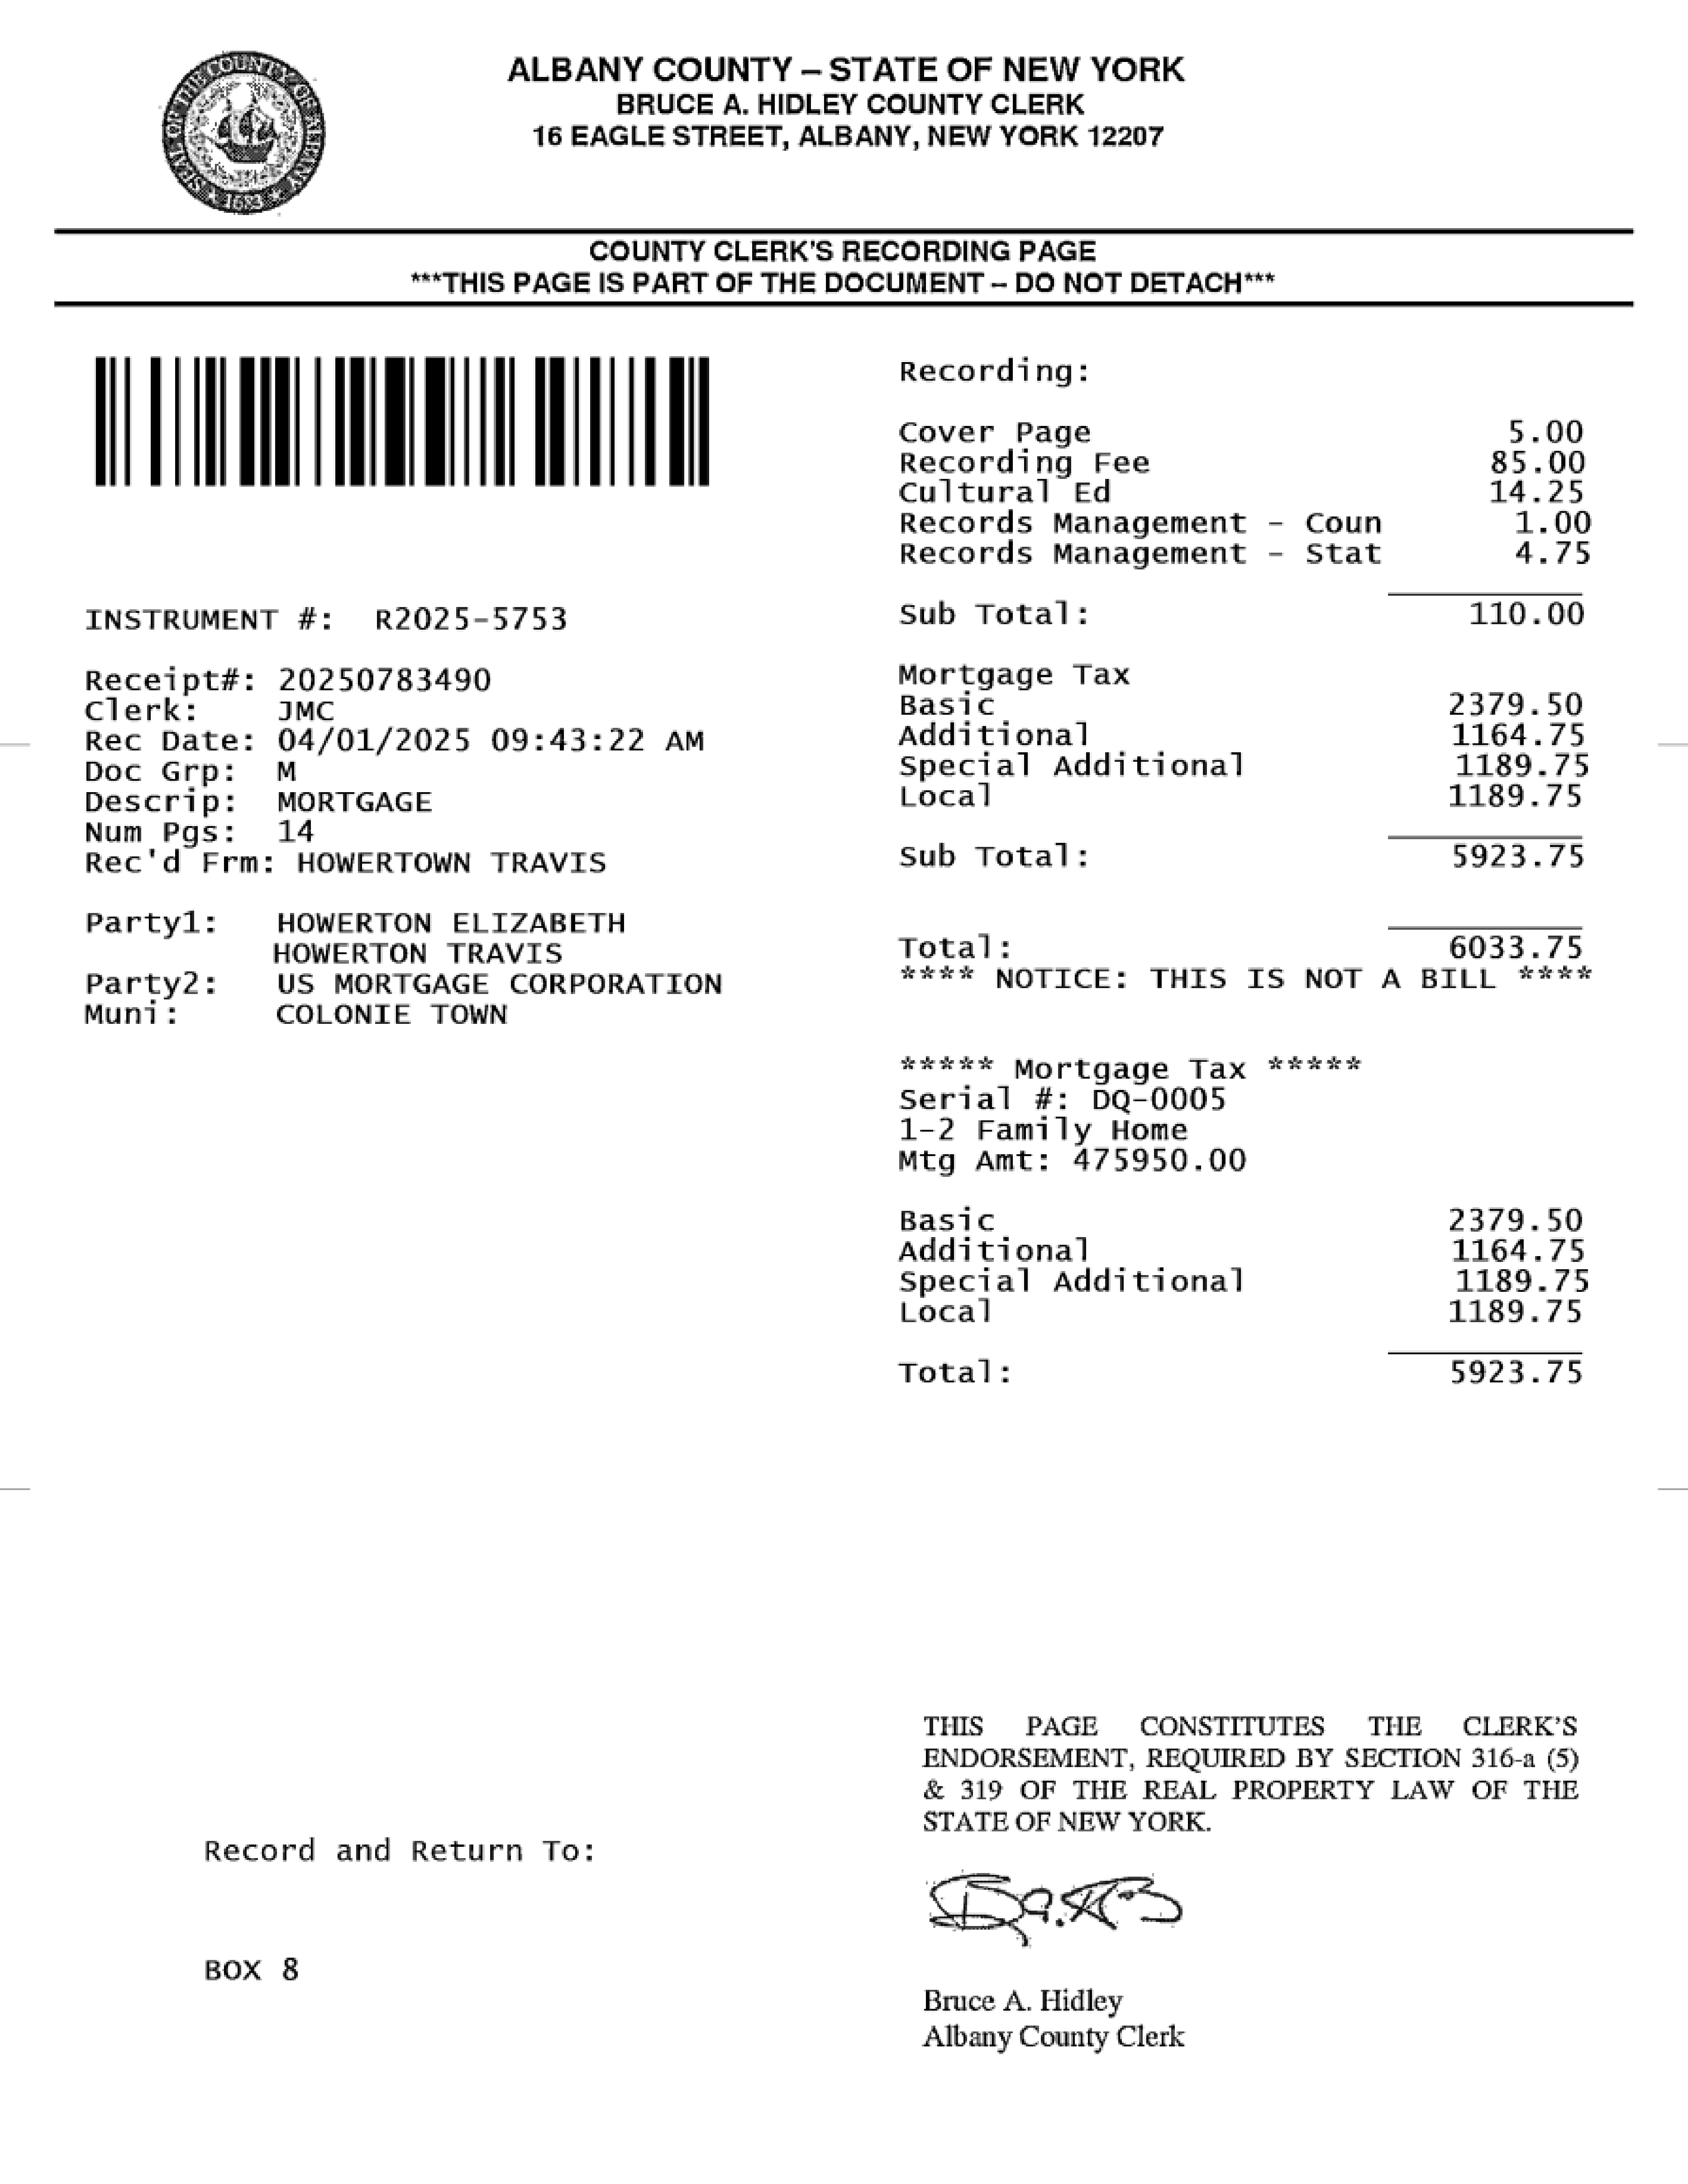 SEAL OF THE COUNTY OF ALBANY
1683
ALBANY COUNTY – STATE OF NEW YORK
BRUCE A. HIDLEY COUNTY CLERK
16 EAGLE STREET, ALBANY, NEW YORK 12207
COUNTY CLERK'S RECORDING PAGE
***THIS PAGE IS PART OF THE DOCUMENT – DO NOT DETACH***
INSTRUMENT #: R2025-5753
Receipt#: 20250783490
Clerk: JMC
Rec Date: 04/01/2025 09:43:22 AM
Doc Grp: M
Descrip: MORTGAGE
Num Pgs: 14
Rec'd Frm: HOWERTOWN TRAVIS
Party1: HOWERTON ELIZABETH
HOWERTON TRAVIS
Party2: US MORTGAGE CORPORATION
Muni: COLONIE TOWN
Recording:
Cover Page 5.00
Recording Fee 85.00
Cultural Ed 14.25
Records Management - Coun 1.00
Records Management - Stat 4.75
Sub Total: 110.00
Mortgage Tax
Basic 2379.50
Additional 1164.75
Special Additional 1189.75
Local 1189.75
Sub Total: 5923.75
Total: 6033.75
**** NOTICE: THIS IS NOT A BILL ****
***** Mortgage Tax *****
Serial #: DQ-0005
1-2 Family Home
Mtg Amt: 475950.00
Basic 2379.50
Additional 1164.75
Special Additional 1189.75
Local 1189.75
Total: 5923.75
Record and Return To:
BOX 8
THIS PAGE CONSTITUTES THE CLERK'S
ENDORSEMENT, REQUIRED BY SECTION 316-a (5)
& 319 OF THE REAL PROPERTY LAW OF THE
STATE OF NEW YORK.
Bruce A. Hidley
Albany County Clerk